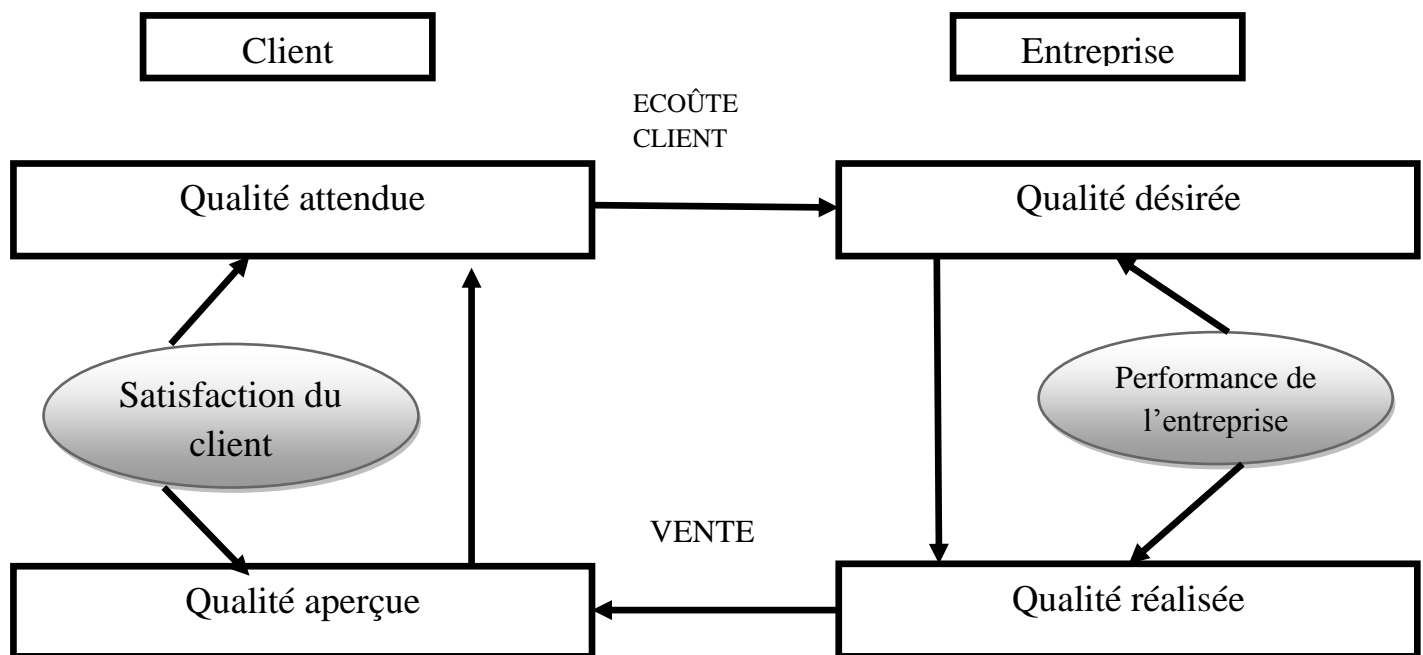 Client
Entreprise
ECOÛTE
CLIENT
Qualité attendue
Qualité désirée
Satisfaction du
client
Performance de
l’entreprise
VENTE
Qualité aperçue
Qualité réalisée